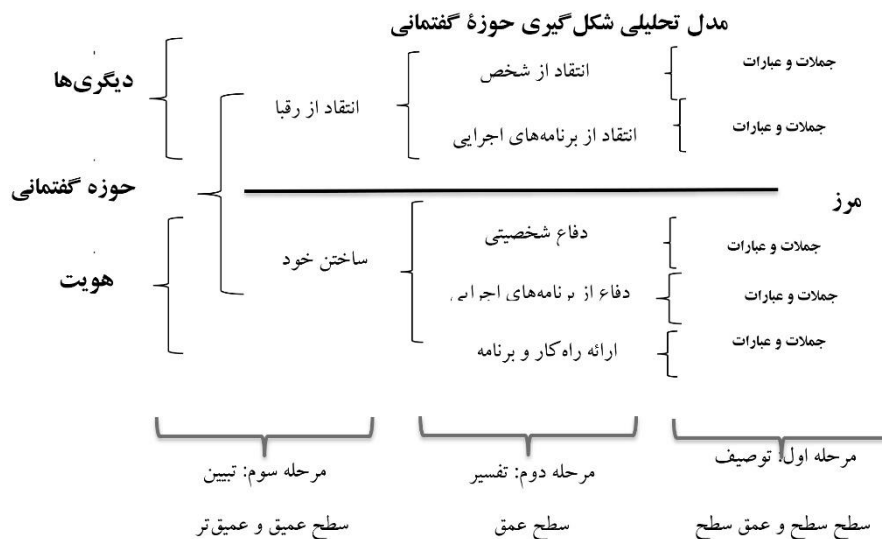 مدل تحلیلی شکل‌گیری حوزهٔ گفتمانی
جملات و عبارات
انتقاد از شخص
دیگری‌ها
انتقاد از رقبا
جملات و عبارات
انتقاد از برنامه‌های اجرایی
حوزه گفتمانی
مرز
جملات و عبارات
دفاع شخصیتی
ساختن خود
هویت
جملات و عبارات
دفاع از برنامه‌های اجرایی
جملات و عبارات
ارائه راه‌کار و برنامه
مرحله اول: توصیف
مرحله دوم: تفسیر
مرحله سوم: تبیین
سطح سطح و عمق سطح
سطح عمق
سطح عمیق و عمیق‌تر